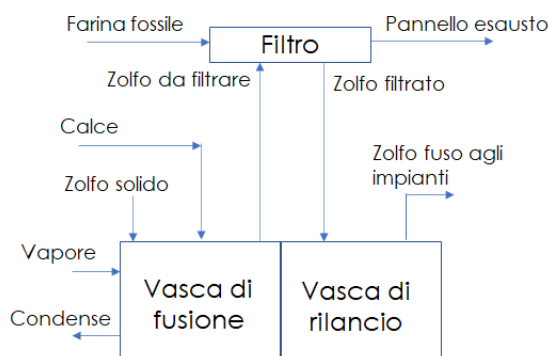 Farina fossile
Filtro
Pannello esausto
Zolfo da filtrare
Zolfo filtrato
Calce
Zolfo fuso agli
impianti
Zolfo solido
Vapore
Vasca di
fusione
Vasca di
rilancio
Condense